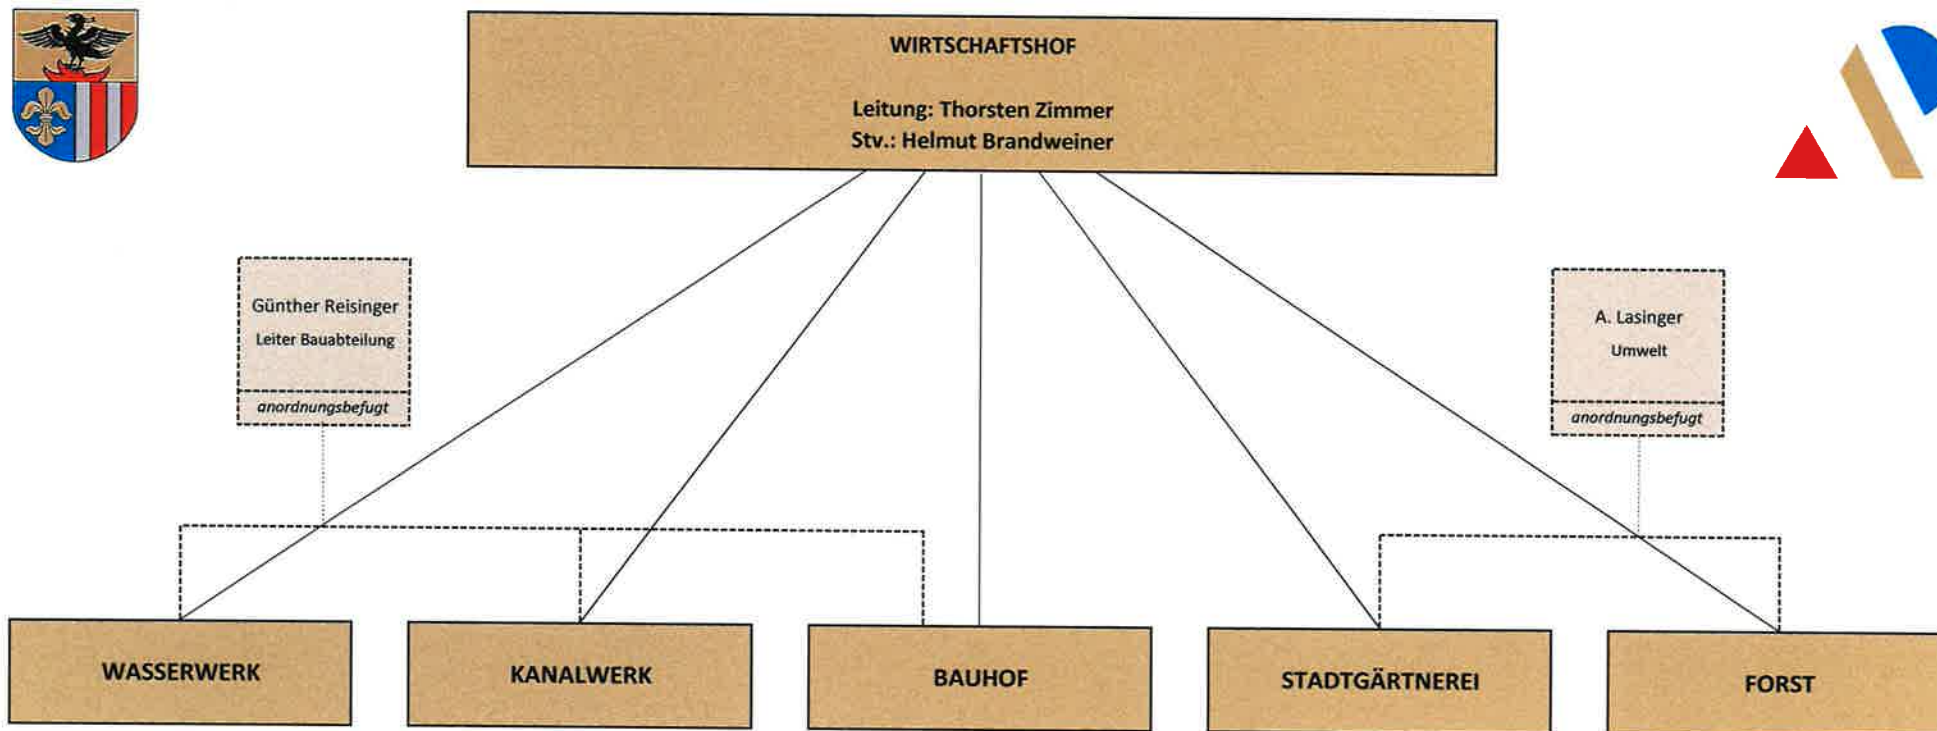 WIRTSCHAFTSHOF
Leitung: Thorsten Zimmer
Stv.: Helmut Brandweiner
Günther Reisinger
Leiter Bauabteilung
anordnungsbefugt
A. Lasinger
Umwelt
anordnungsbefugt
WASSERWERK
KANALWERK
BAUHOF
STADTGÄRTNEREI
FORST